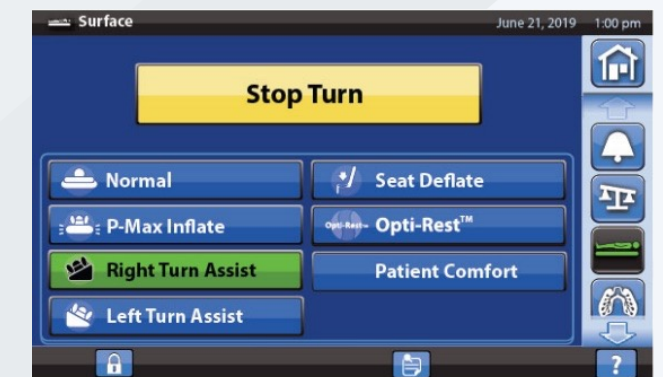 Surface June 21, 2019 1:00 pm
Stop Turn
Normal
Seat Deflate
P-Max Inflate
Opti-Rest Opti-Rest™
Right Turn Assist
Patient Comfort
Left Turn Assist
?